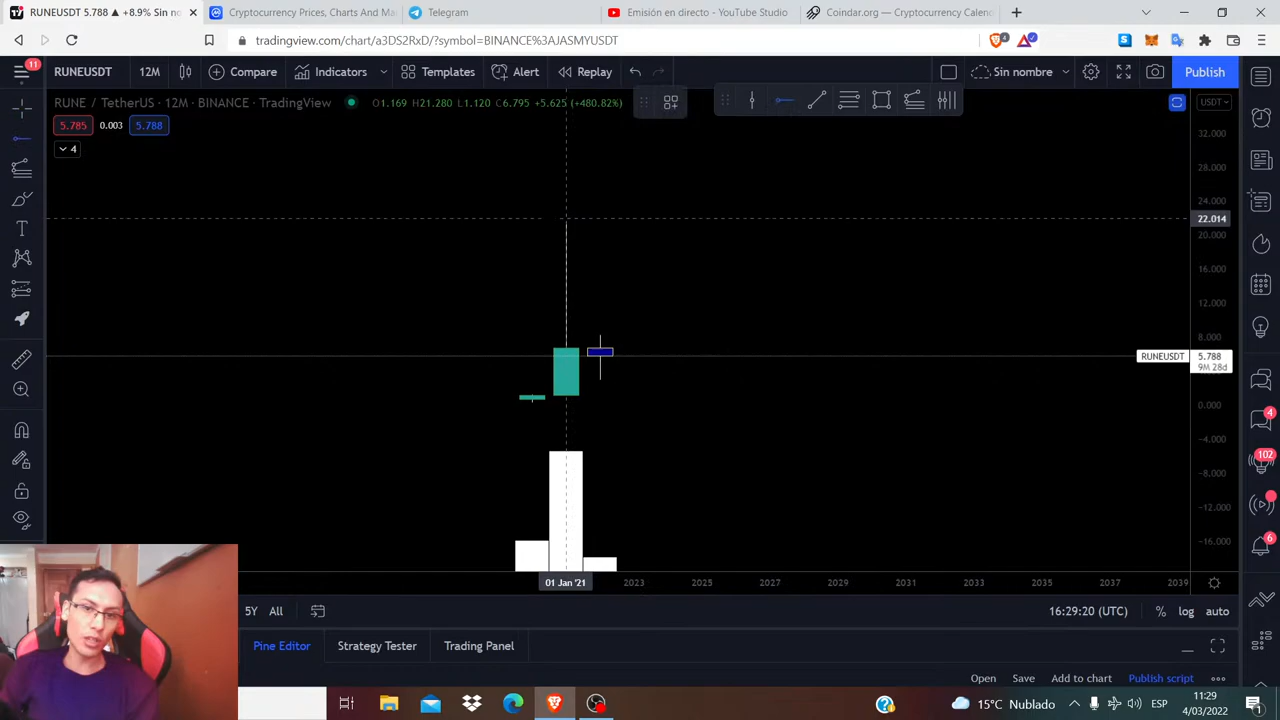 RUNEUSDT 5.788 ▲ +8.9% Sin no
Cryptocurrency Prices, Charts And Ma
Telegram
Emisión en directo - YouTube Studio
Coindar.org — Cryptocurrency Calen
tradingview.com/chart/a3DS2RxD/?symbol=BINANCE%3AJASMYUSDT
4
11
RUNEUSDT 12M Compare Indicators Templates Alert Replay Sin nombre Publish
RUNE / TetherUS · 12M · BINANCE · TradingView O1.169 H21.280 L1.120 C6.795 +5.625 (+480.82%)
USDT
5.785 0.003 5.788
4
32.000
28.000
24.000
22.014
20.000
16.000
12.000
8.000
RUNEUSDT 5.788
9M 28d
0.000
-4.000
-8.000
-12.000
-16.000
4
102
6
01 Jan '21 2023 2025 2027 2029 2031 2033 2035 2037 2039
5Y All 16:29:20 (UTC) % log auto
Pine Editor Strategy Tester Trading Panel
Open Save Add to chart Publish script
15°C Nublado ESP 11:29
4/03/2022
1